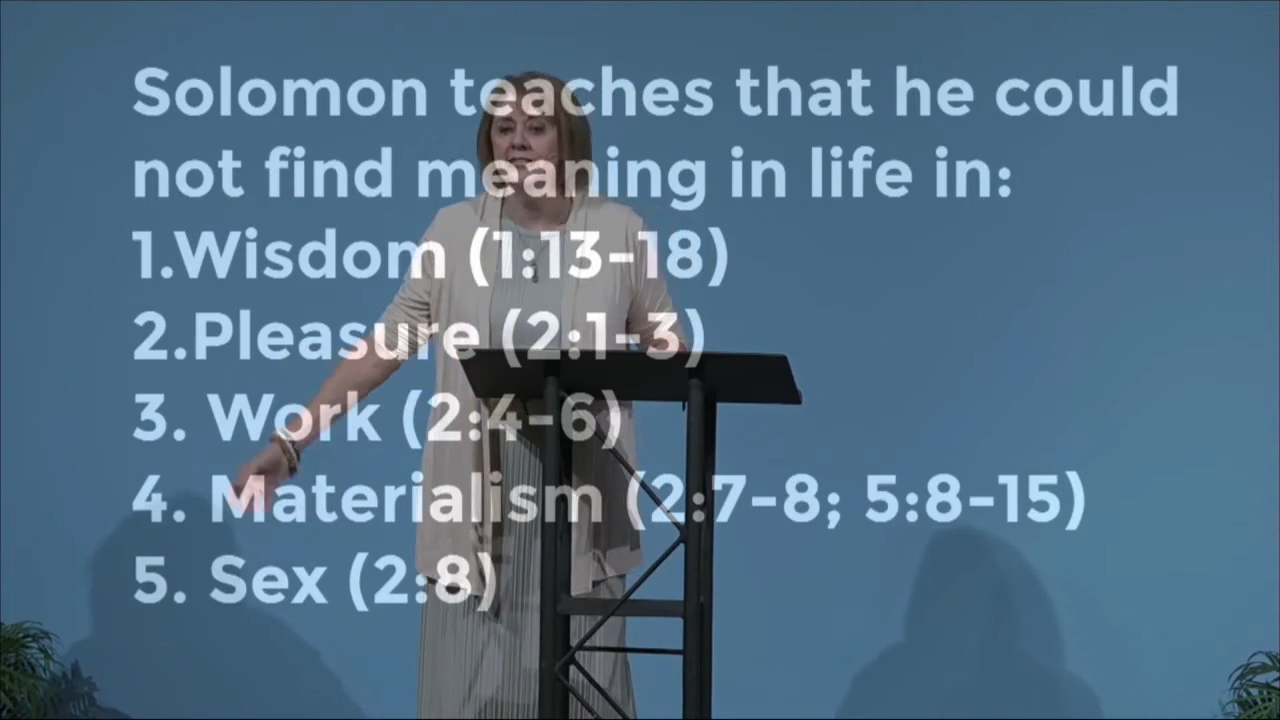 Solomon teaches that he could
not find meaning in life in:
1.Wisdom (1:13-18)
2.Pleasure (2:1-3)
3. Work (2:4-6)
4. Materialism (2:7-8; 5:8-15)
5. Sex (2:8)